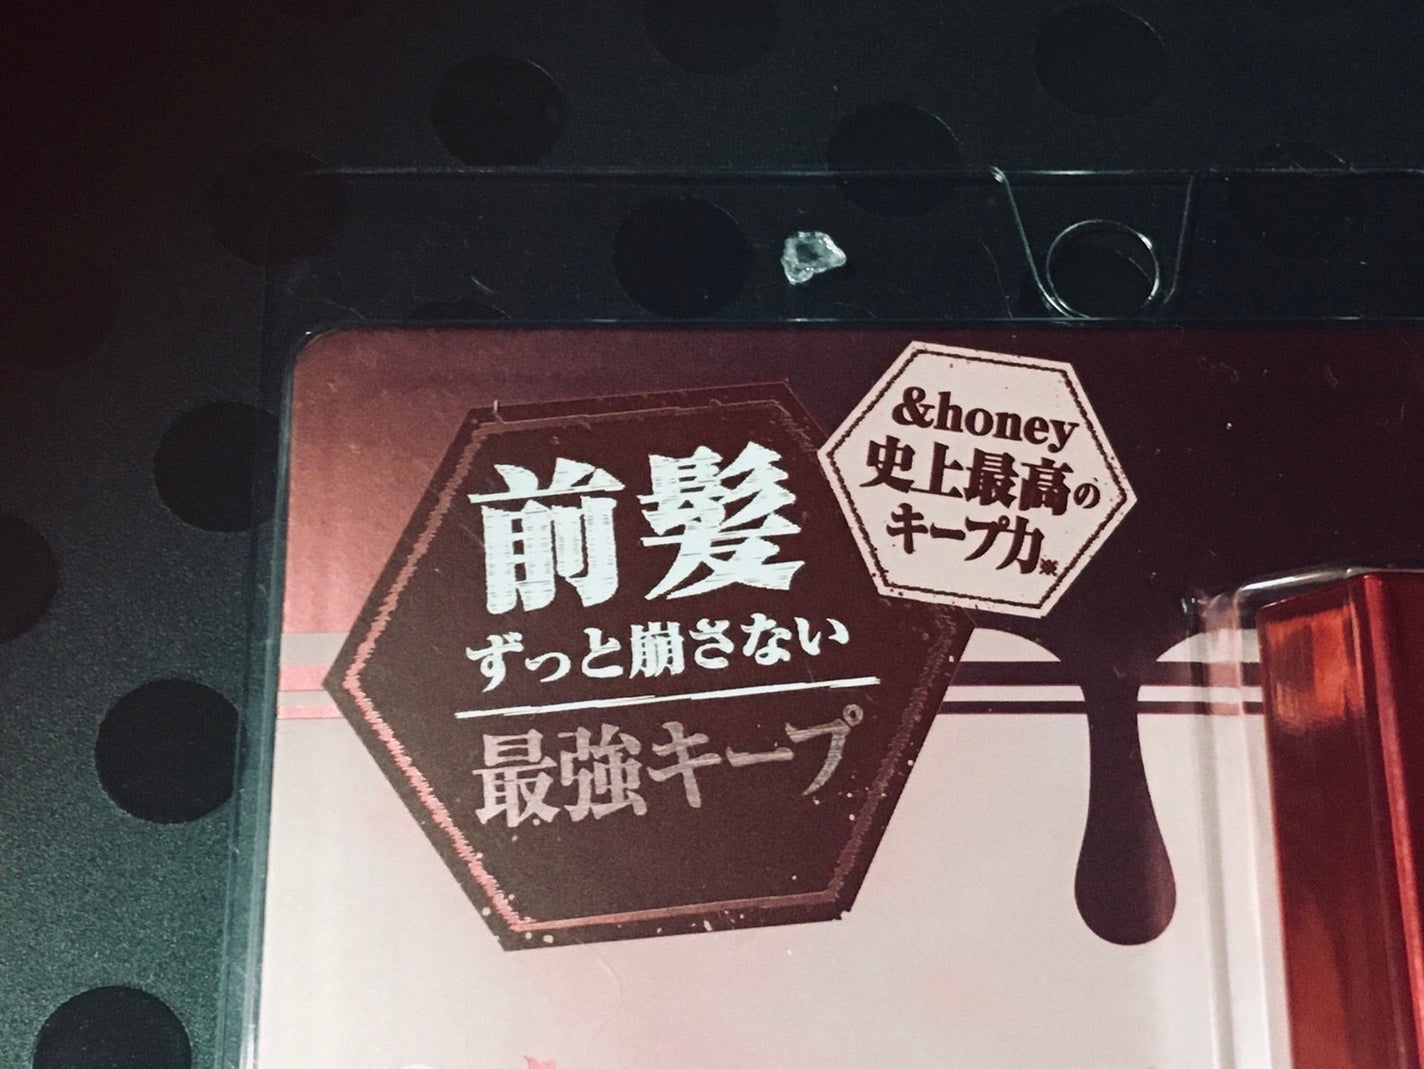 前髪
ずっと崩さない
最強キープ
&honey
史上最高の
キープ力※